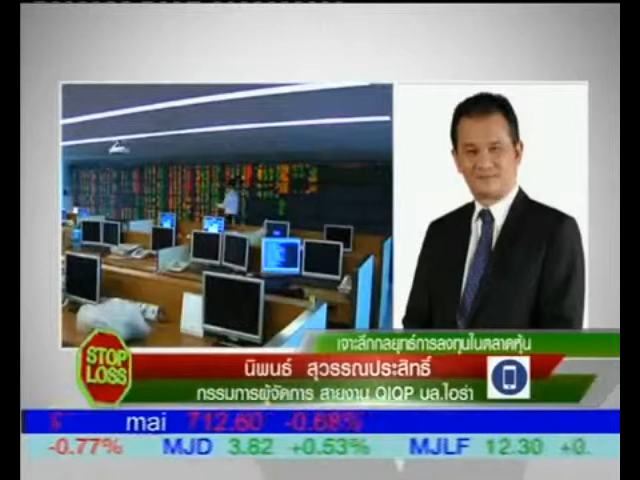 เจาะลึกกลยุทธ์การลงทุนในตลาดหุ้น
STOP
LOSS
นิพนธ์ สุวรรณประสิทธิ์
กรรมการผู้จัดการ สายงาน QIQP บล.ไอร่า
mai 712.60 -0.68%
-0.77% MJD 3.82 +0.53% MJLF 12.30 +0.